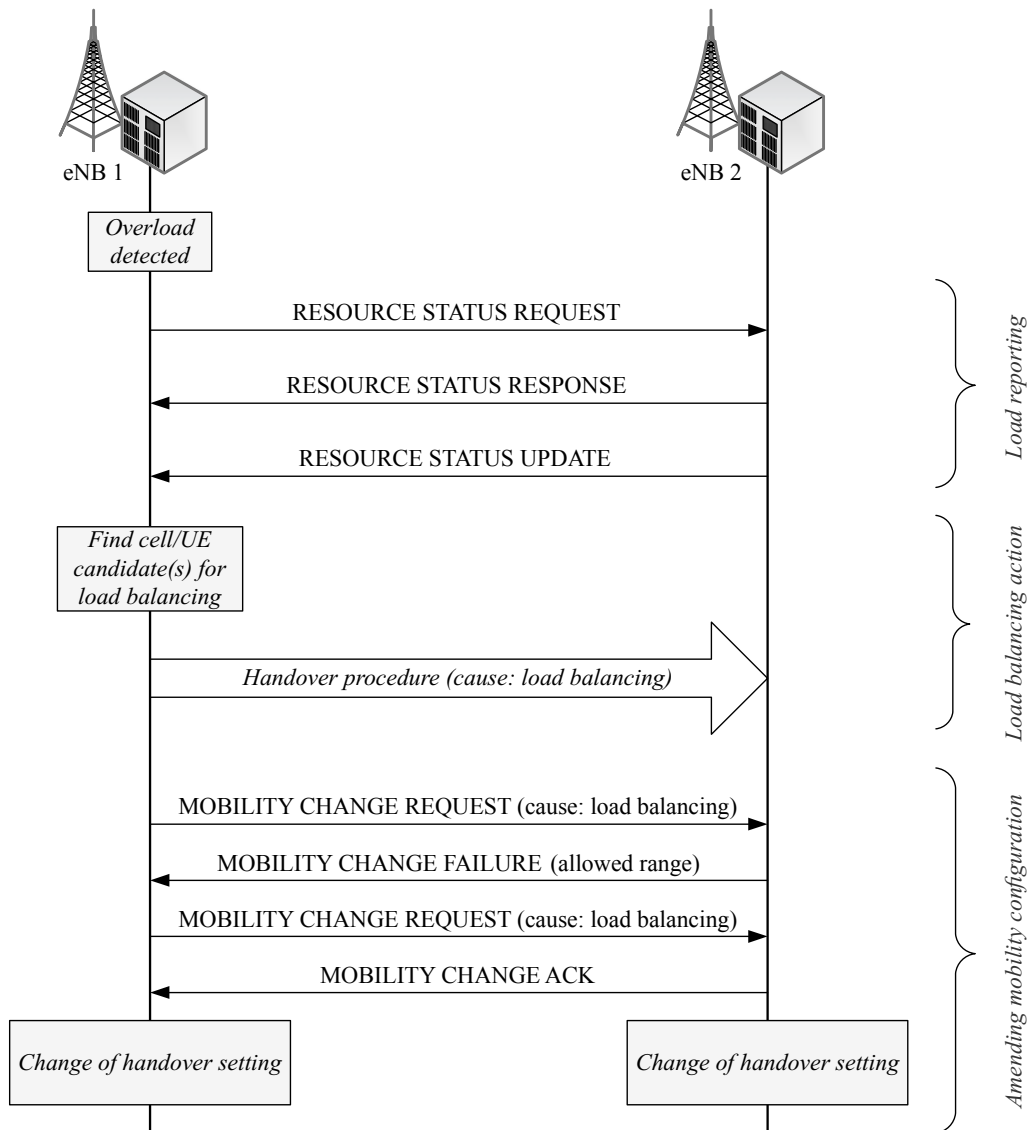 eNB 1
eNB 2
Overload
detected
RESOURCE STATUS REQUEST
RESOURCE STATUS RESPONSE
RESOURCE STATUS UPDATE
Load reporting
Find cell/UE
candidate(s) for
load balancing
Handover procedure (cause: load balancing)
Load balancing action
MOBILITY CHANGE REQUEST (cause: load balancing)
MOBILITY CHANGE FAILURE (allowed range)
MOBILITY CHANGE REQUEST (cause: load balancing)
MOBILITY CHANGE ACK
Change of handover setting
Change of handover setting
Amending mobility configuration